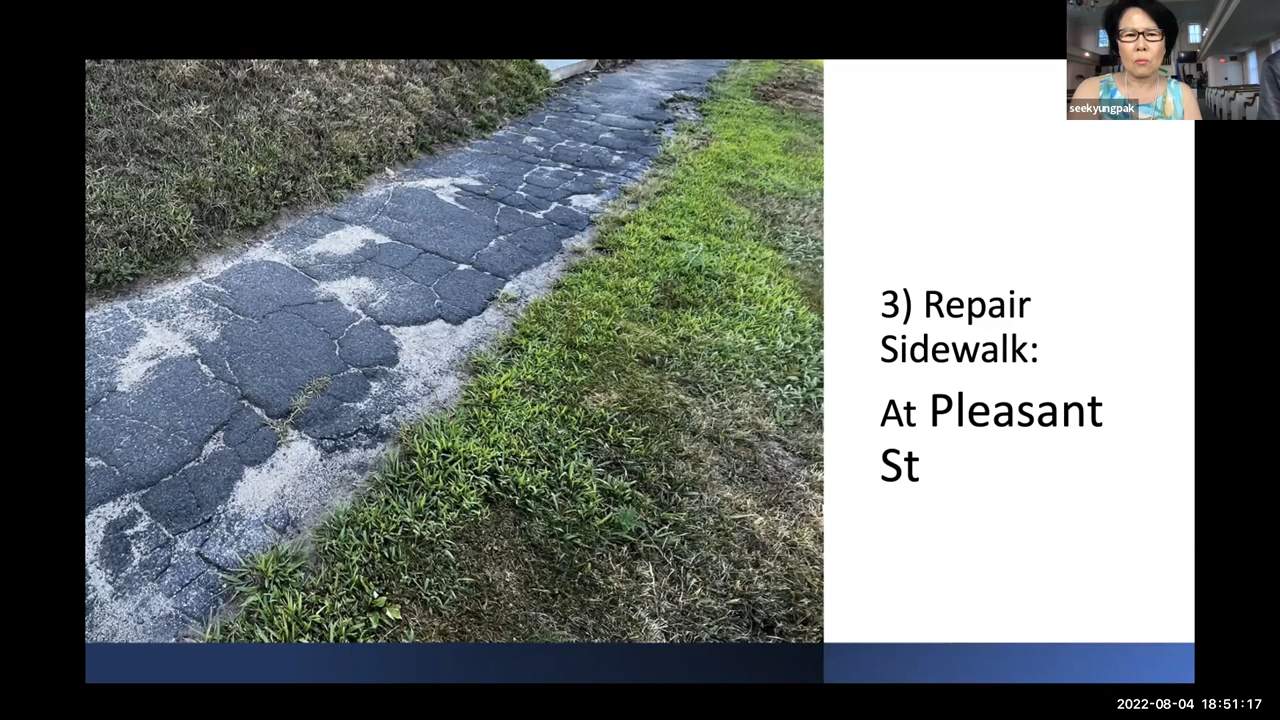 seekyungpak
3) Repair
Sidewalk:
At Pleasant
St
2022-08-04 18:51:17